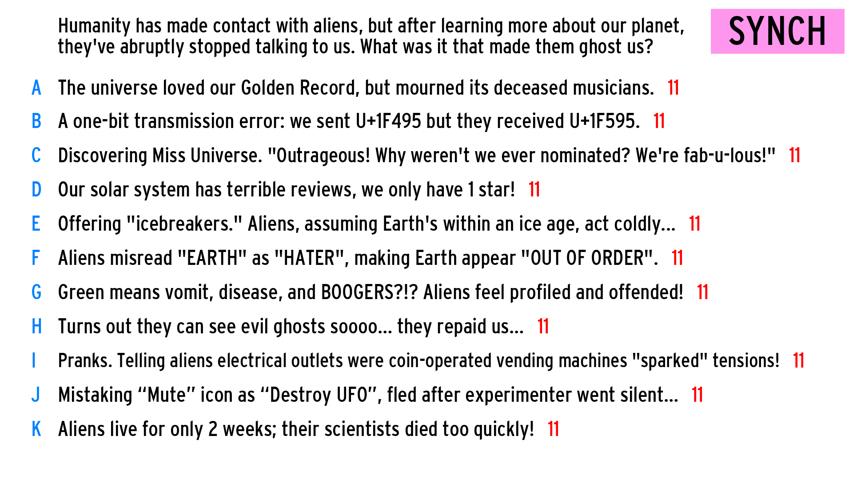 Humanity has made contact with aliens, but after learning more about our planet,
they've abruptly stopped talking to us. What was it that made them ghost us?
SYNCH
A The universe loved our Golden Record, but mourned its deceased musicians. 11
B A one-bit transmission error: we sent U+1F495 but they received U+1F595. 11
C Discovering Miss Universe. "Outrageous! Why weren't we ever nominated? We're fab-u-lous!" 11
D Our solar system has terrible reviews, we only have 1 star! 11
E Offering "icebreakers." Aliens, assuming Earth's within an ice age, act coldly... 11
F Aliens misread "EARTH" as "HATER", making Earth appear "OUT OF ORDER". 11
G Green means vomit, disease, and BOOGERS?!? Aliens feel profiled and offended! 11
H Turns out they can see evil ghosts soooo... they repaid us... 11
I Pranks. Telling aliens electrical outlets were coin-operated vending machines "sparked" tensions! 11
J Mistaking “Mute” icon as “Destroy UFO”, fled after experimenter went silent... 11
K Aliens live for only 2 weeks; their scientists died too quickly! 11